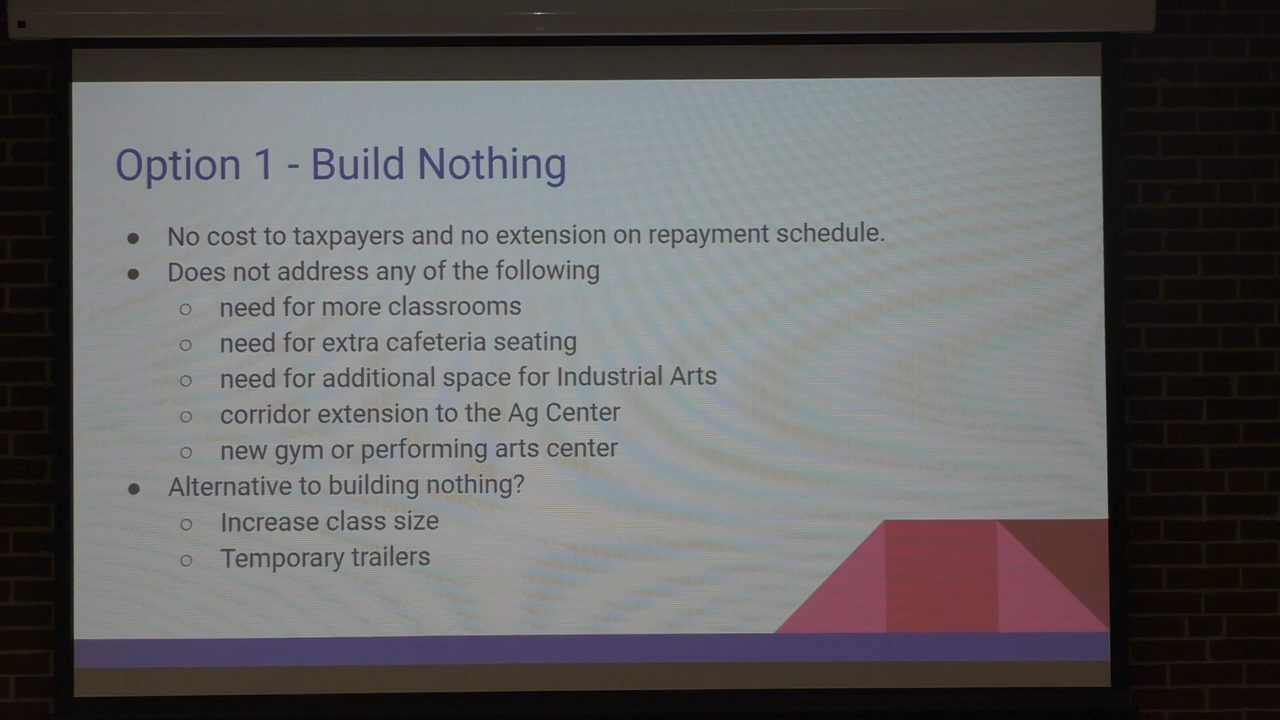 Option 1 - Build Nothing
● No cost to taxpayers and no extension on repayment schedule.
● Does not address any of the following
○ need for more classrooms
○ need for extra cafeteria seating
○ need for additional space for Industrial Arts
○ corridor extension to the Ag Center
○ new gym or performing arts center
● Alternative to building nothing?
○ Increase class size
○ Temporary trailers